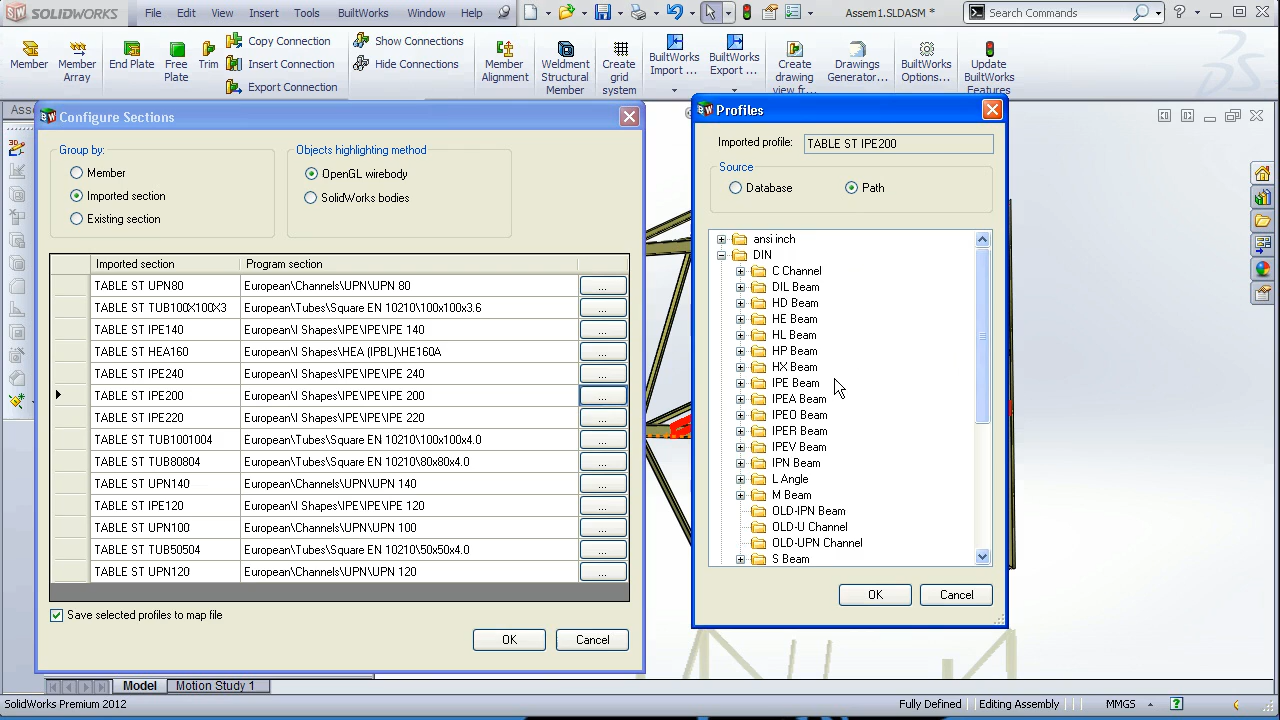 SOLIDWORKS File Edit View Insert Tools BuiltWorks Window Help Assem1.SLDASM * Search Commands
Member
Member Array
End Plate
Free Plate
Trim
Copy Connection
Insert Connection
Export Connection
Show Connections
Hide Connections
Member Alignment
Weldment Structural Member
Create grid system
BuiltWorks Import ...
BuiltWorks Export ...
Create drawing view fr...
Drawings Generator...
BuiltWorks Options...
Update BuiltWorks Features
Asse
Configure Sections
Group by:
Member
Imported section
Existing section
Objects highlighting method
OpenGL wirebody
SolidWorks bodies
Imported section Program section
TABLE ST UPN80 European\Channels\UPN\UPN 80 ...
TABLE ST TUB100X100X3 European\Tubes\Square EN 10210\100x100x3.6 ...
TABLE ST IPE140 European\I Shapes\IPE\IPE\IPE 140 ...
TABLE ST HEA160 European\I Shapes\HEA (IPBL)\HE160A ...
TABLE ST IPE240 European\I Shapes\IPE\IPE\IPE 240 ...
TABLE ST IPE200 European\I Shapes\IPE\IPE\IPE 200 ...
TABLE ST IPE220 European\I Shapes\IPE\IPE\IPE 220 ...
TABLE ST TUB1001004 European\Tubes\Square EN 10210\100x100x4.0 ...
TABLE ST TUB80804 European\Tubes\Square EN 10210\80x80x4.0 ...
TABLE ST UPN140 European\Channels\UPN\UPN 140 ...
TABLE ST IPE120 European\I Shapes\IPE\IPE\IPE 120 ...
TABLE ST UPN100 European\Channels\UPN\UPN 100 ...
TABLE ST TUB50504 European\Tubes\Square EN 10210\50x50x4.0 ...
TABLE ST UPN120 European\Channels\UPN\UPN 120 ...
Save selected profiles to map file
OK Cancel
Profiles
Imported profile: TABLE ST IPE200
Source
Database Path
ansi inch
DIN
C Channel
DIL Beam
HD Beam
HE Beam
HL Beam
HP Beam
HX Beam
IPE Beam
IPEA Beam
IPEO Beam
IPER Beam
IPEV Beam
IPN Beam
L Angle
M Beam
OLD-IPN Beam
OLD-U Channel
OLD-UPN Channel
S Beam
OK Cancel
Model Motion Study 1
SolidWorks Premium 2012 Fully Defined Editing Assembly MMGS